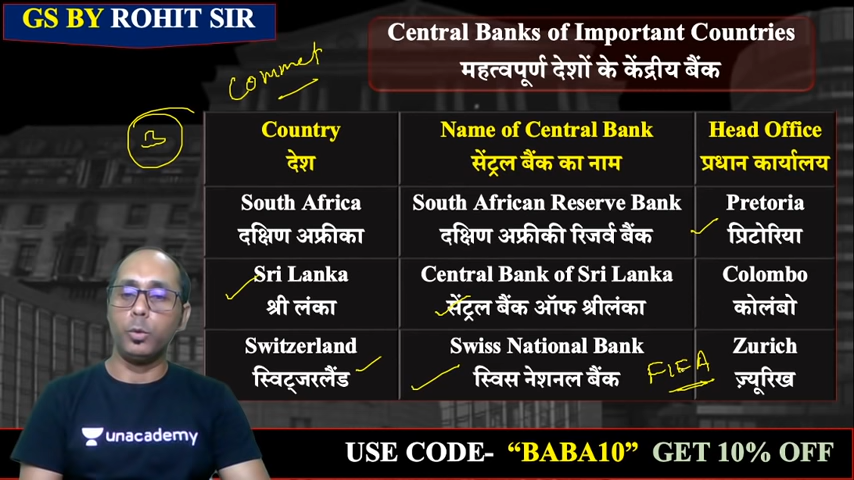 GS BY ROHIT SIR
Central Banks of Important Countries
महत्वपूर्ण देशों के केंद्रीय बैंक
Country
देश
Name of Central Bank
सेंट्रल बैंक का नाम
Head Office
प्रधान कार्यालय
South Africa
दक्षिण अफ्रीका
South African Reserve Bank
दक्षिण अफ्रीकी रिजर्व बैंक
Pretoria
प्रिटोरिया
Sri Lanka
श्री लंका
Central Bank of Sri Lanka
सेंट्रल बैंक ऑफ श्रीलंका
Colombo
कोलंबो
Switzerland
स्विट्जरलैंड
Swiss National Bank
स्विस नेशनल बैंक
Zurich
ज़्यूरिख
unacademy
USE CODE- “BABA10” GET 10% OFF